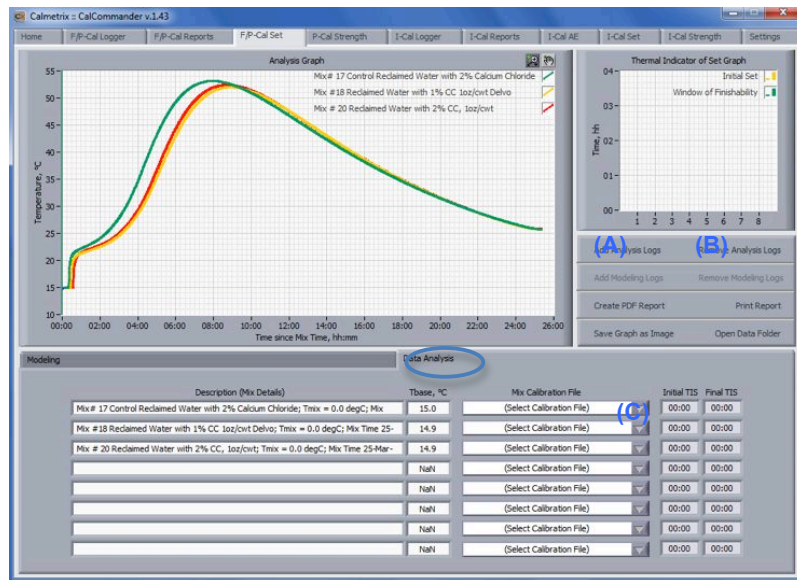 Calmetrix :: CalCommander v.1.43
Home F/P-Cal Logger F/P-Cal Reports F/P-Cal Set P-Cal Strength I-Cal Logger I-Cal Reports I-Cal AE I-Cal Set I-Cal Strength Settings
Analysis Graph
Mix# 17 Control Reclaimed Water with 2% Calcium Chloride
Mix #18 Reclaimed Water with 1% CC 1oz/cwt Delvo
Mix # 20 Reclaimed Water with 2% CC, 1oz/cwt
Temperature, °C
55-
50-
45-
40-
35-
30-
25-
20-
15-
10-
00:00 02:00 04:00 06:00 08:00 10:00 12:00 14:00 16:00 18:00 20:00 22:00 24:00 26:00
Time since Mix Time, hh:mm
Thermal Indicator of Set Graph
Initial Set
Window of Finishability
Time, hh
04-
03-
02-
01-
00-
1 2 3 4 5 6 7 8
(A) (B)
Add Analysis Logs Remove Analysis Logs
Add Modeling Logs Remove Modeling Logs
Create PDF Report Print Report
Save Graph as Image Open Data Folder
Modeling Data Analysis
Description (Mix Details) Tbase, °C Mix Calibration File Initial TIS Final TIS
Mix# 17 Control Reclaimed Water with 2% Calcium Chloride; Tmix = 0.0 degC; Mix 15.0 (Select Calibration File) (C) 00:00 00:00
Mix #18 Reclaimed Water with 1% CC 1oz/cwt Delvo; Tmix = 0.0 degC; Mix Time 25- 14.9 (Select Calibration File) 00:00 00:00
Mix # 20 Reclaimed Water with 2% CC, 1oz/cwt; Tmix = 0.0 degC; Mix Time 25-Mar- 14.9 (Select Calibration File) 00:00 00:00
NaN (Select Calibration File) 00:00 00:00
NaN (Select Calibration File) 00:00 00:00
NaN (Select Calibration File) 00:00 00:00
NaN (Select Calibration File) 00:00 00:00
NaN (Select Calibration File) 00:00 00:00